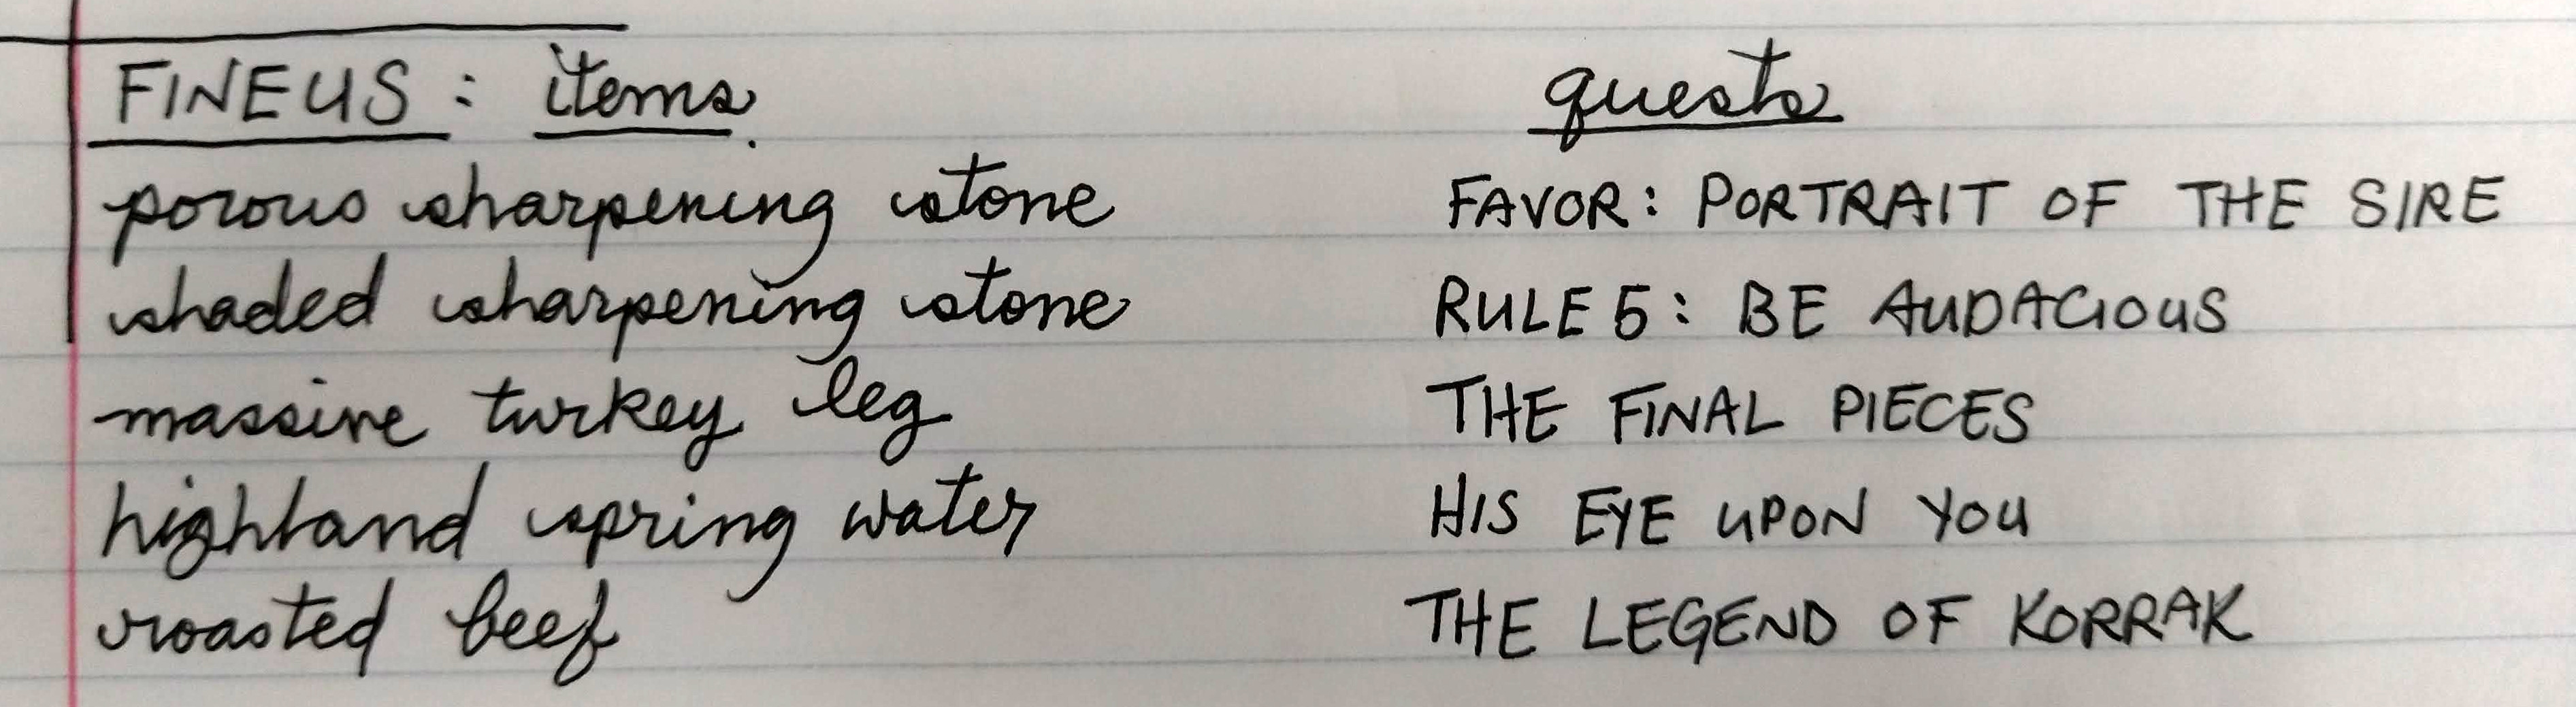 FINEUS: items. quests
porous sharpening stone FAVOR: PORTRAIT OF THE SIRE
shaded sharpening stone RULE 5: BE AUDACIOUS
massive turkey leg THE FINAL PIECES
highland spring water HIS EYE UPON YOU
roasted beef THE LEGEND OF KORRAK